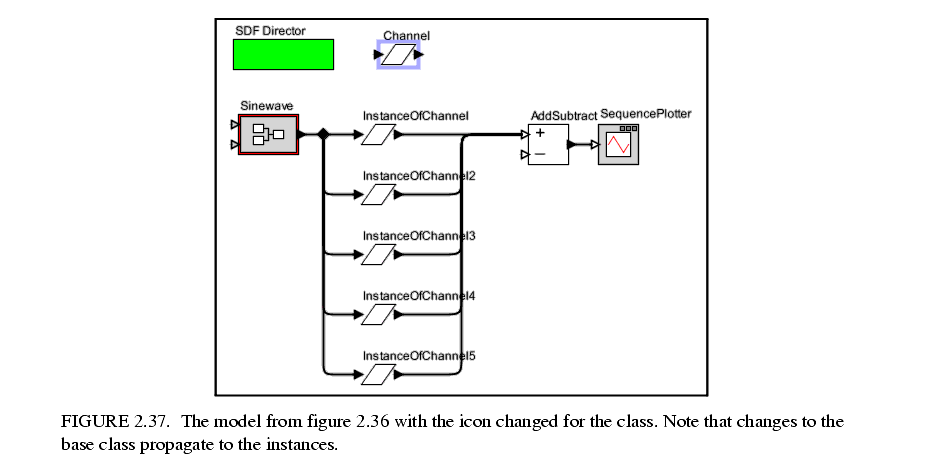 SDF Director
Channel
Sinewave
InstanceOfChannel
AddSubtract SequencePlotter
+
−
InstanceOfChannel2
InstanceOfChannel3
InstanceOfChannel4
InstanceOfChannel5
FIGURE 2.37. The model from figure 2.36 with the icon changed for the class. Note that changes to the
base class propagate to the instances.